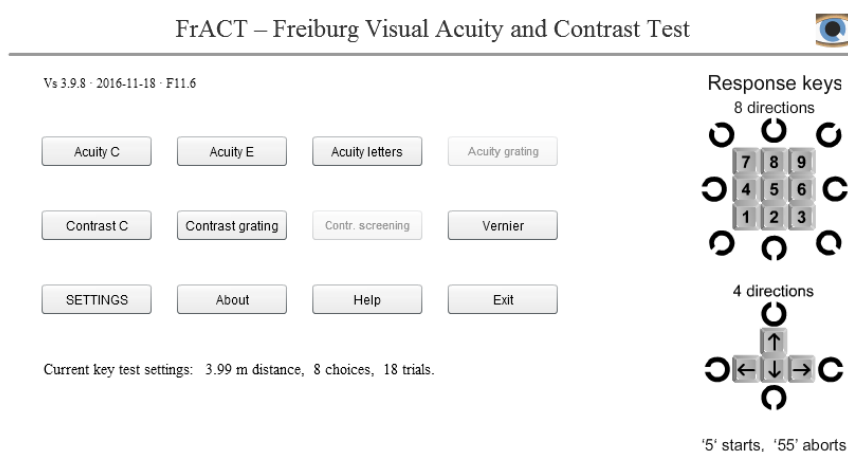 FrACT – Freiburg Visual Acuity and Contrast Test
Vs 3.9.8 · 2016-11-18 · F11.6
Acuity C
Acuity E
Acuity letters
Acuity grating
Contrast C
Contrast grating
Contr. screening
Vernier
SETTINGS
About
Help
Exit
Current key test settings: 3.99 m distance, 8 choices, 18 trials.
Response keys
8 directions
7 8 9
4 5 6
1 2 3
4 directions
↑
← ↓ →
‘5‘ starts, ‘55’ aborts